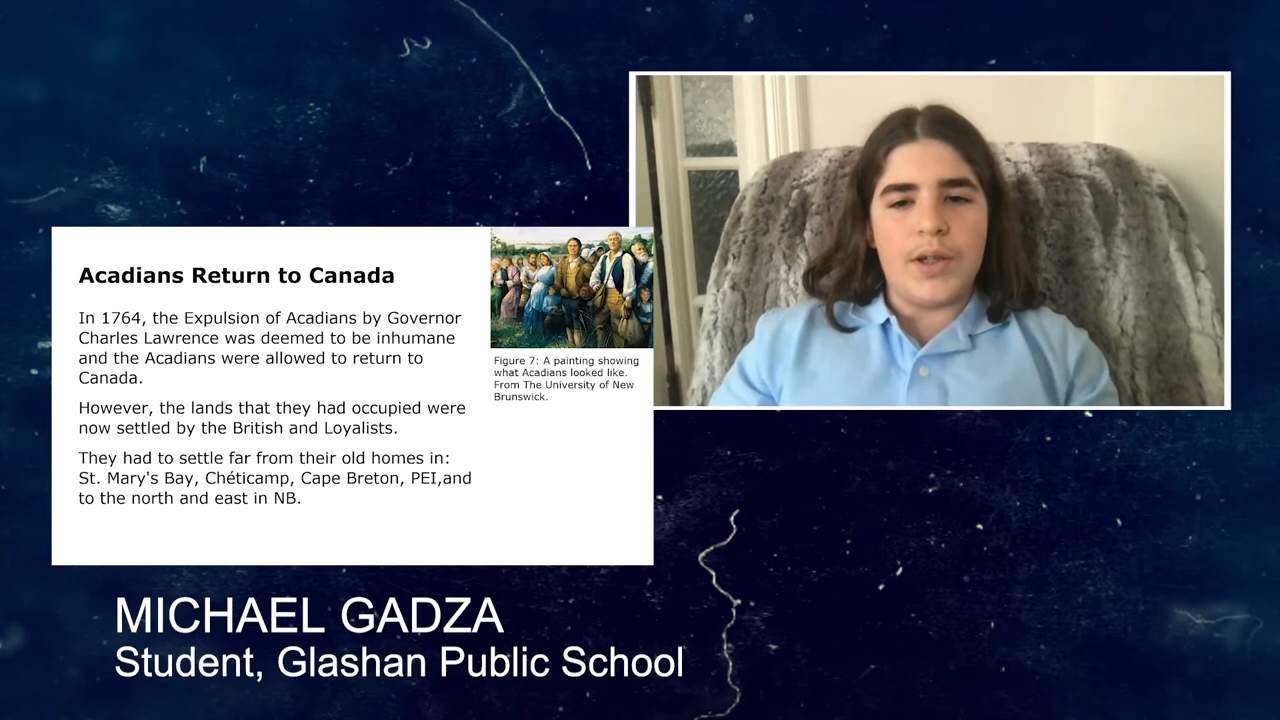 Acadians Return to Canada
In 1764, the Expulsion of Acadians by Governor
Charles Lawrence was deemed to be inhumane
and the Acadians were allowed to return to
Canada.
However, the lands that they had occupied were
now settled by the British and Loyalists.
They had to settle far from their old homes in:
St. Mary's Bay, Chéticamp, Cape Breton, PEI,and
to the north and east in NB.
Figure 7: A painting showing
what Acadians looked like.
From The University of New
Brunswick.
MICHAEL GADZA
Student, Glashan Public School